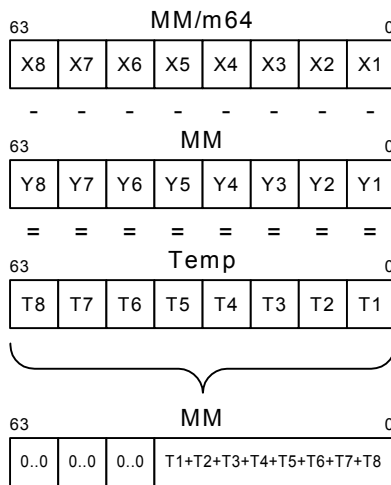 MM/m64
63 0
X8 X7 X6 X5 X4 X3 X2 X1
- - - - - - - -
MM
63 0
Y8 Y7 Y6 Y5 Y4 Y3 Y2 Y1
= = = = = = = =
Temp
63 0
T8 T7 T6 T5 T4 T3 T2 T1
MM
63 0
0..0 0..0 0..0 T1+T2+T3+T4+T5+T6+T7+T8